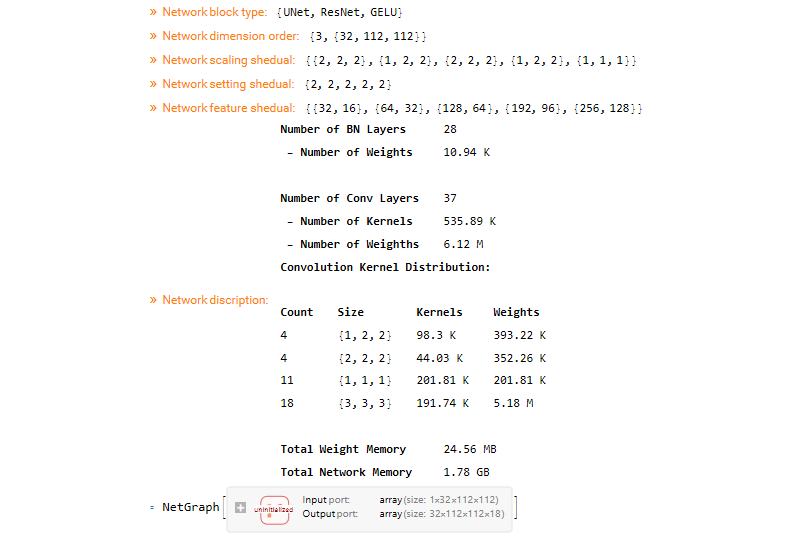 » Network block type: {UNet, ResNet, GELU}
» Network dimension order: {3, {32, 112, 112}}
» Network scaling shedual: {{2, 2, 2}, {1, 2, 2}, {2, 2, 2}, {1, 2, 2}, {1, 1, 1}}
» Network setting shedual: {2, 2, 2, 2, 2}
» Network feature shedual: {{32, 16}, {64, 32}, {128, 64}, {192, 96}, {256, 128}}
Number of BN Layers 28
- Number of Weights 10.94 K
Number of Conv Layers 37
- Number of Kernels 535.89 K
- Number of Weighths 6.12 M
Convolution Kernel Distribution:
» Network discription:
Count Size Kernels Weights
4 {1, 2, 2} 98.3 K 393.22 K
4 {2, 2, 2} 44.03 K 352.26 K
11 {1, 1, 1} 201.81 K 201.81 K
18 {3, 3, 3} 191.74 K 5.18 M
Total Weight Memory 24.56 MB
Total Network Memory 1.78 GB
= NetGraph[ uninitialized Input port: array (size: 1×32×112×112)
Output port: array (size: 32×112×112×18) ]